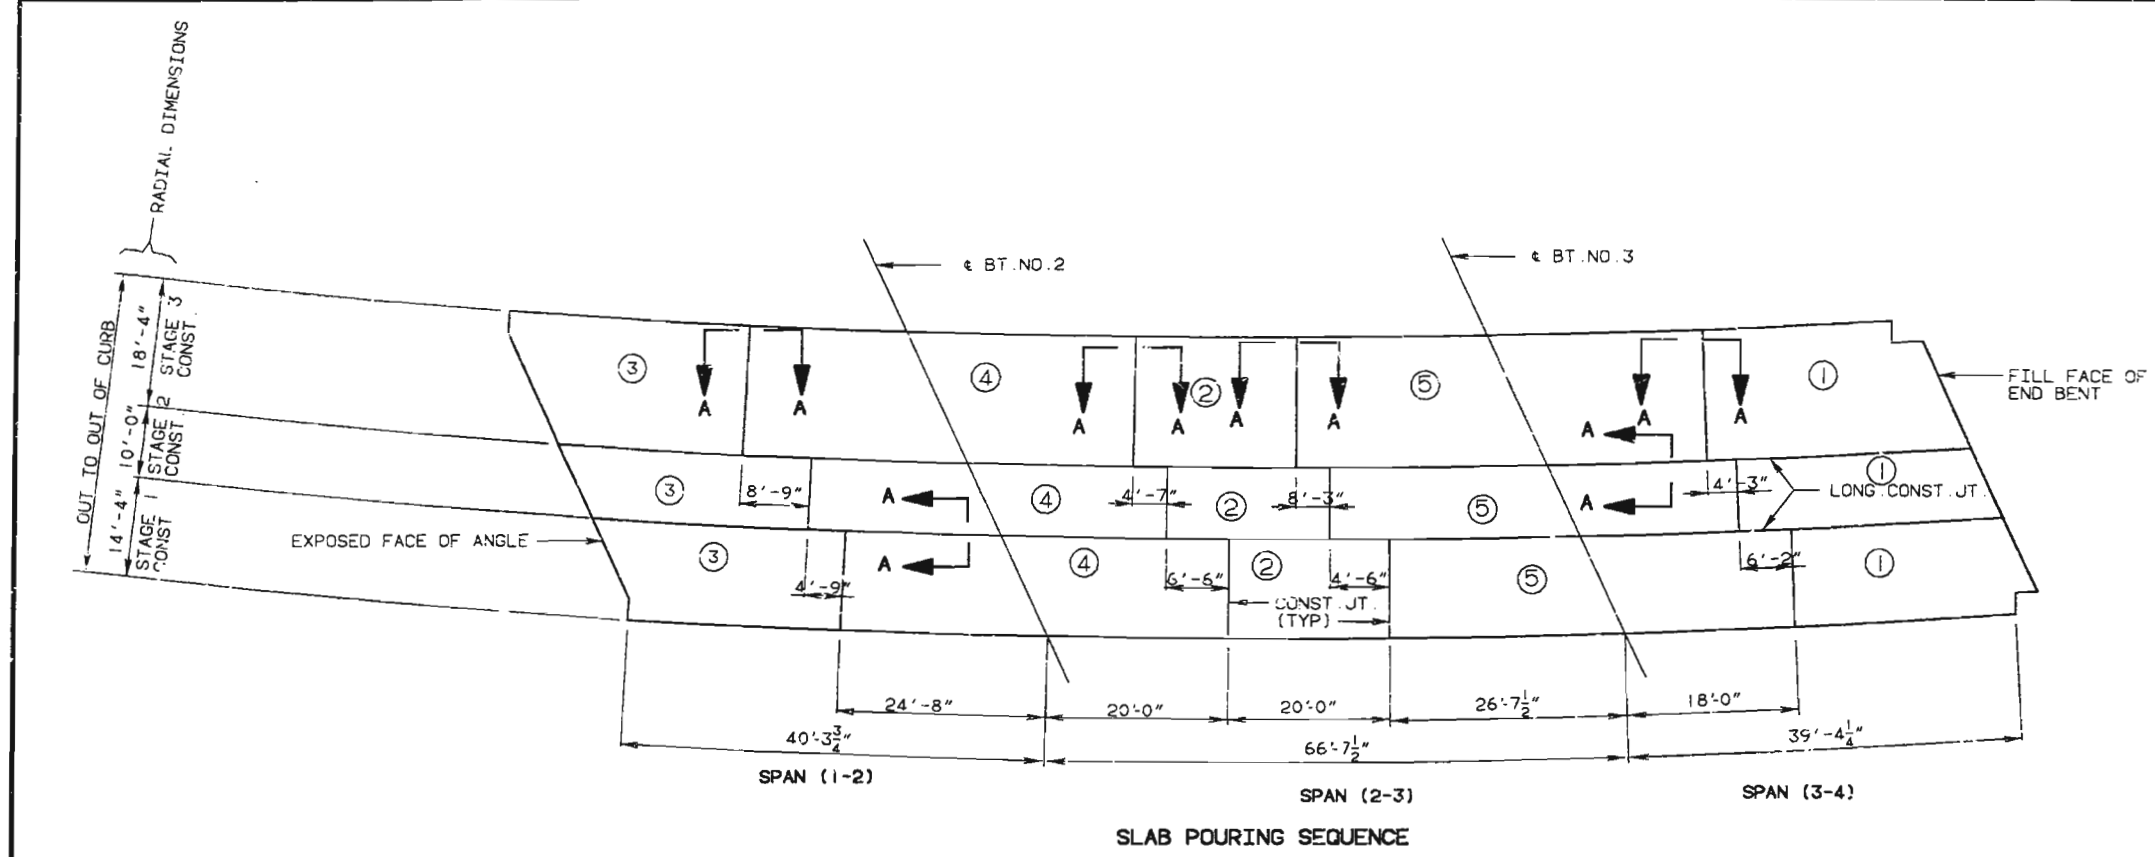 RADIAL DIMENSIONS
OUT TO OUT OF CURB
18'-4"
STAGE 3
CONST.
10'-0"
STAGE 2
CONST.
14'-4"
STAGE 1
CONST
₵ BT.NO.2
₵ BT.NO.3
FILL FACE OF
END BENT
3
A
A
4
A
A
2
A
A
5
A
A
A
1
3
8'-9"
A
4
4'-7"
2
8'-3"
5
A
4'-3"
1
LONG.CONST.JT.
EXPOSED FACE OF ANGLE
3
4'-9"
A
4
6'-6"
2
4'-6"
5
6'-2"
1
CONST.JT.
(TYP)
24'-8"
20'-0"
20'-0"
26'-7½"
18'-0"
40'-3¾"
66'-7½"
39'-4¼"
SPAN (1-2)
SPAN (2-3)
SPAN (3-4)
SLAB POURING SEQUENCE